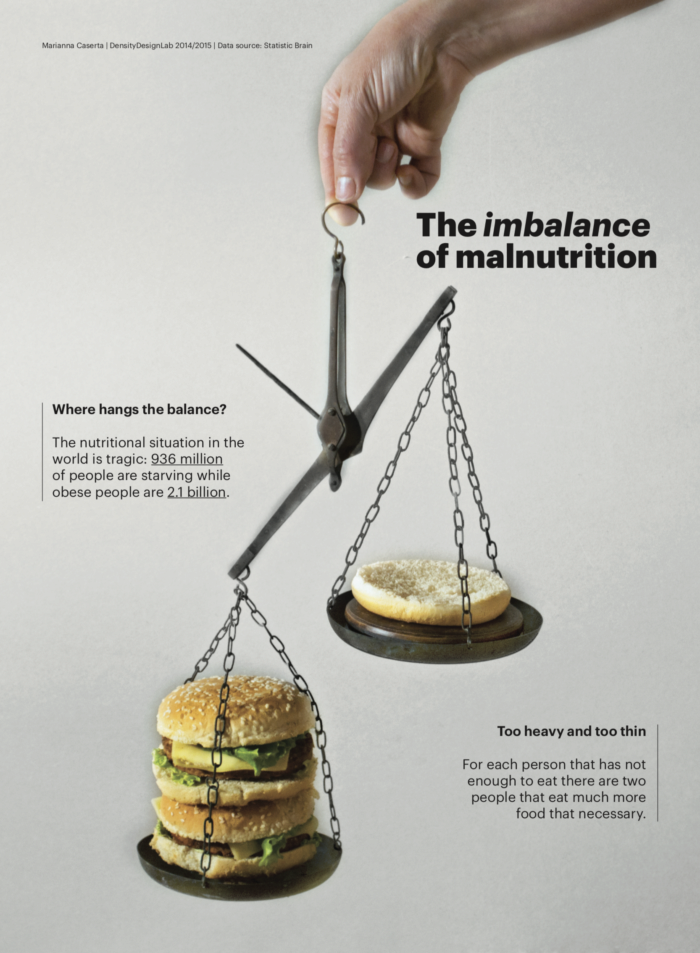 Marianna Caserta | DensityDesignLab 2014/2015 | Data source: Statistic Brain
The imbalance
of malnutrition
Where hangs the balance?
The nutritional situation in the
world is tragic: 936 million
of people are starving while
obese people are 2.1 billion.
Too heavy and too thin
For each person that has not
enough to eat there are two
people that eat much more
food that necessary.